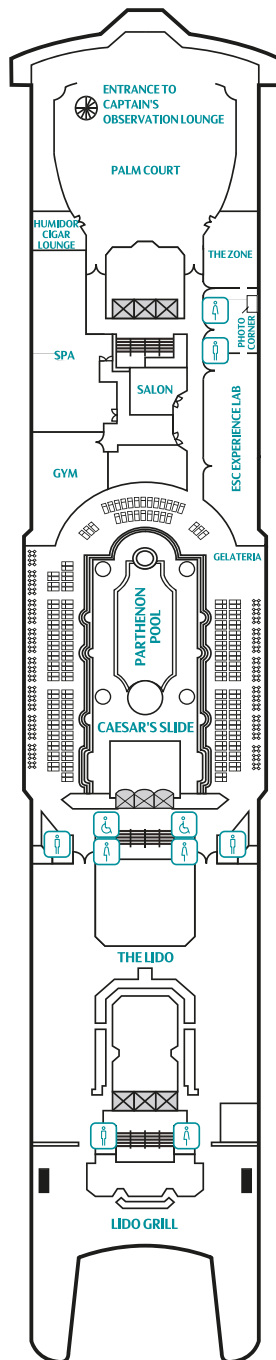 ENTRANCE TO
CAPTAIN'S
OBSERVATION LOUNGE
PALM COURT
HUMIDOR
CIGAR
LOUNGE
THE ZONE
PHOTO
CORNER
SPA
SALON
ESC EXPERIENCE LAB
GYM
GELATERIA
PARTHENON
POOL
CAESAR'S SLIDE
THE LIDO
LIDO GRILL